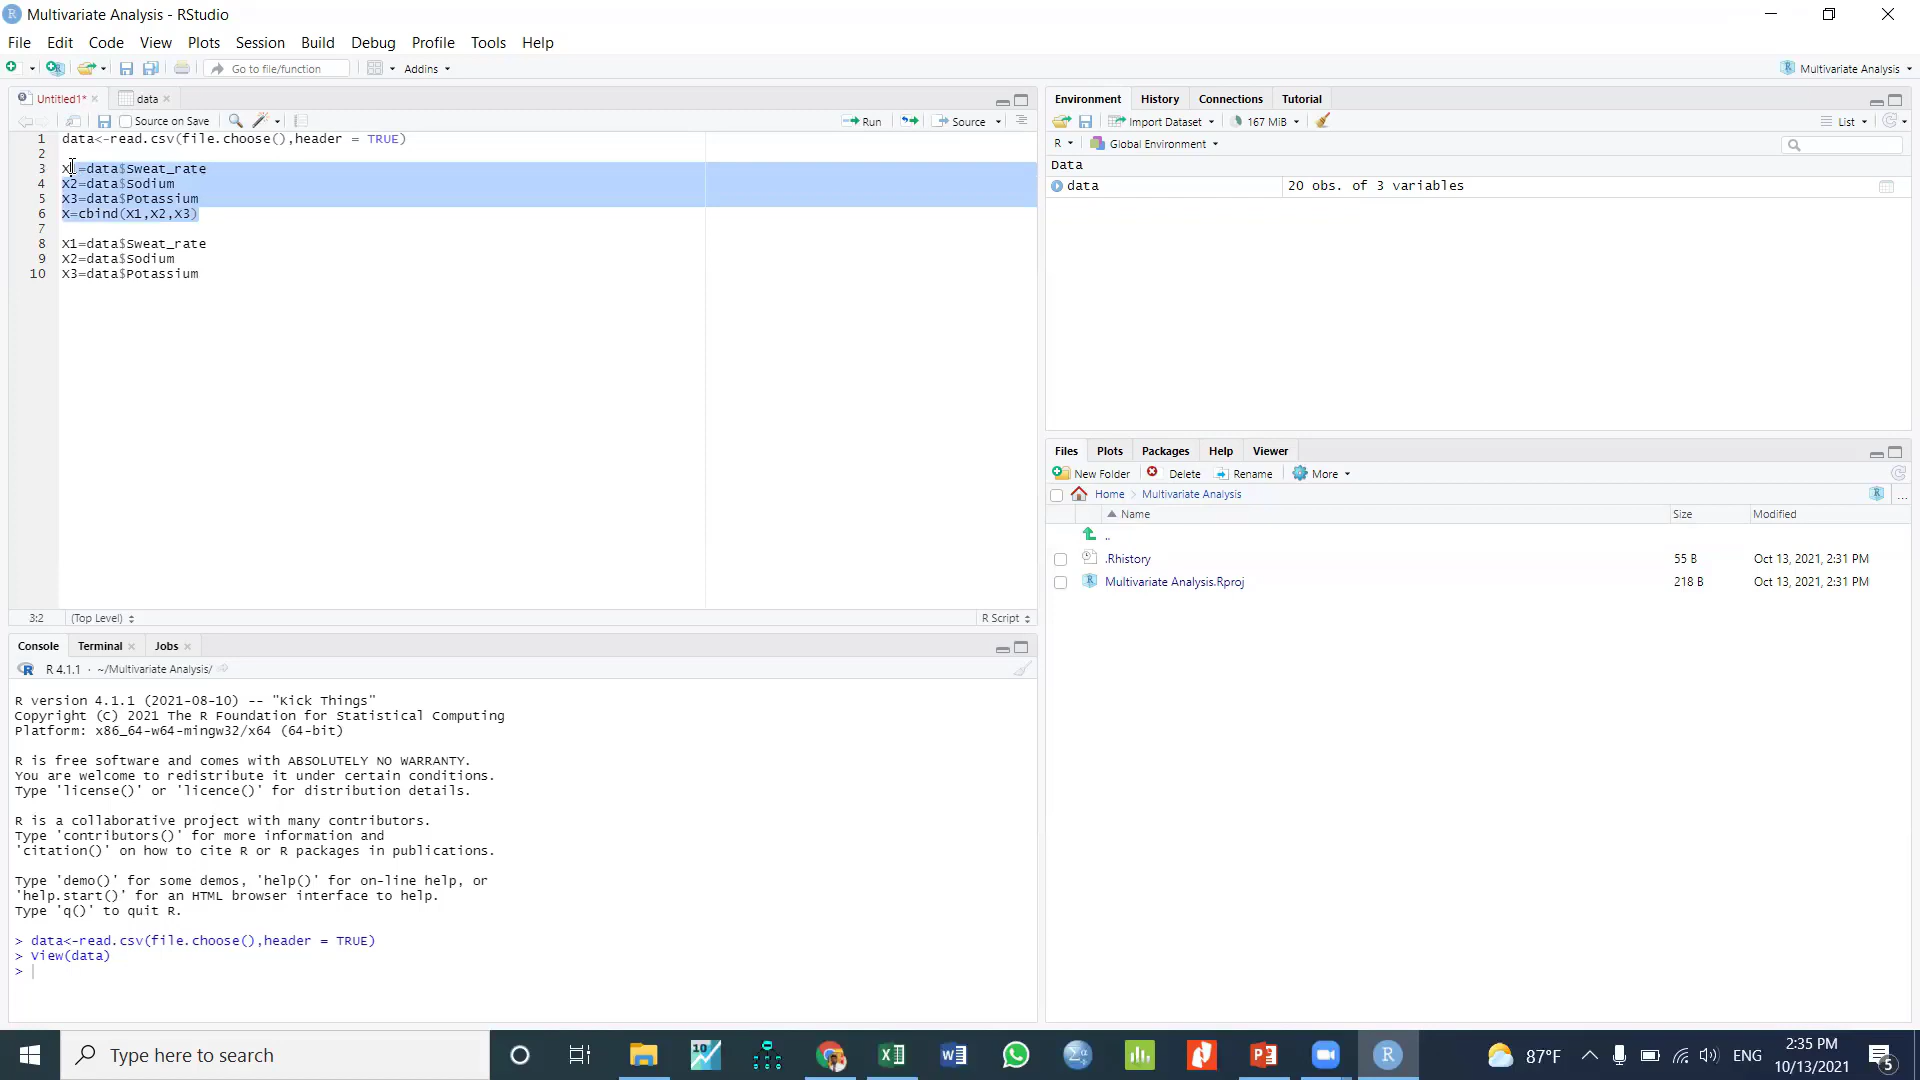 Multivariate Analysis - RStudio
File Edit Code View Plots Session Build Debug Profile Tools Help
Go to file/function Addins Multivariate Analysis
Untitled1* data
Source on Save Run Source
1 data<-read.csv(file.choose(),header = TRUE)
2
3 X1=data$Sweat_rate
4 X2=data$Sodium
5 X3=data$Potassium
6 X=cbind(X1,X2,X3)
7
8 X1=data$Sweat_rate
9 X2=data$Sodium
10 X3=data$Potassium
3:2 (Top Level) R Script
Console Terminal Jobs
R 4.1.1 · ~/Multivariate Analysis/
R version 4.1.1 (2021-08-10) -- "Kick Things"
Copyright (C) 2021 The R Foundation for Statistical Computing
Platform: x86_64-w64-mingw32/x64 (64-bit)
R is free software and comes with ABSOLUTELY NO WARRANTY.
You are welcome to redistribute it under certain conditions.
Type 'license()' or 'licence()' for distribution details.
R is a collaborative project with many contributors.
Type 'contributors()' for more information and
'citation()' on how to cite R or R packages in publications.
Type 'demo()' for some demos, 'help()' for on-line help, or
'help.start()' for an HTML browser interface to help.
Type 'q()' to quit R.
> data<-read.csv(file.choose(),header = TRUE)
> View(data)
>
Environment History Connections Tutorial
Import Dataset 167 MiB List
R Global Environment
Data
data 20 obs. of 3 variables
Files Plots Packages Help Viewer
New Folder Delete Rename More
Home Multivariate Analysis ...
Name Size Modified
..
.Rhistory 55 B Oct 13, 2021, 2:31 PM
Multivariate Analysis.Rproj 218 B Oct 13, 2021, 2:31 PM
Type here to search 87°F ENG 2:35 PM
10/13/2021 5